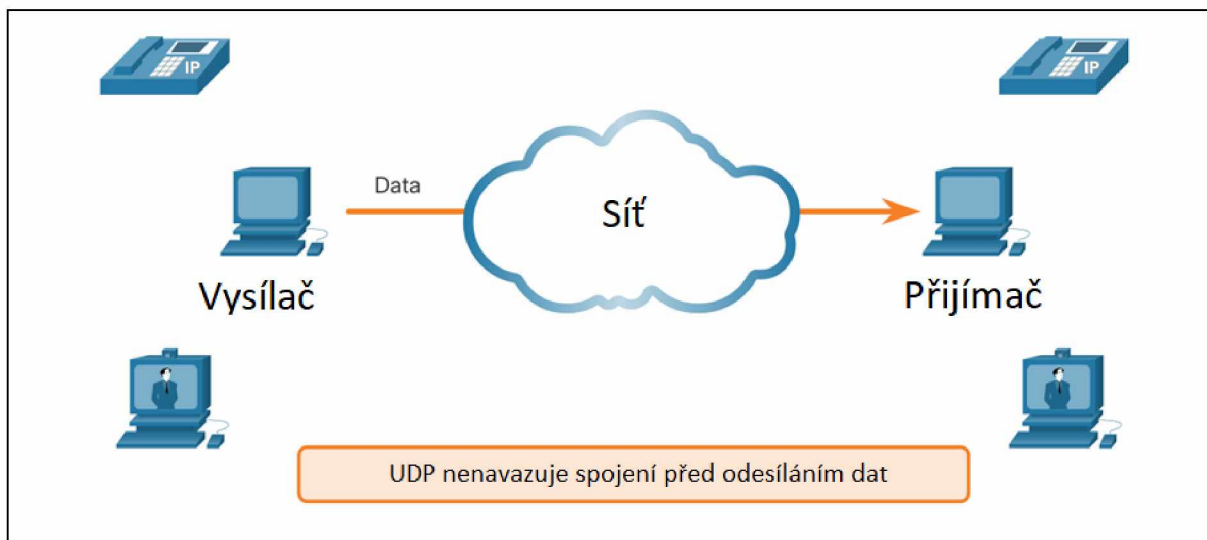 IP
IP
Data
Síť
Vysílač
Přijímač
UDP nenavazuje spojení před odesíláním dat